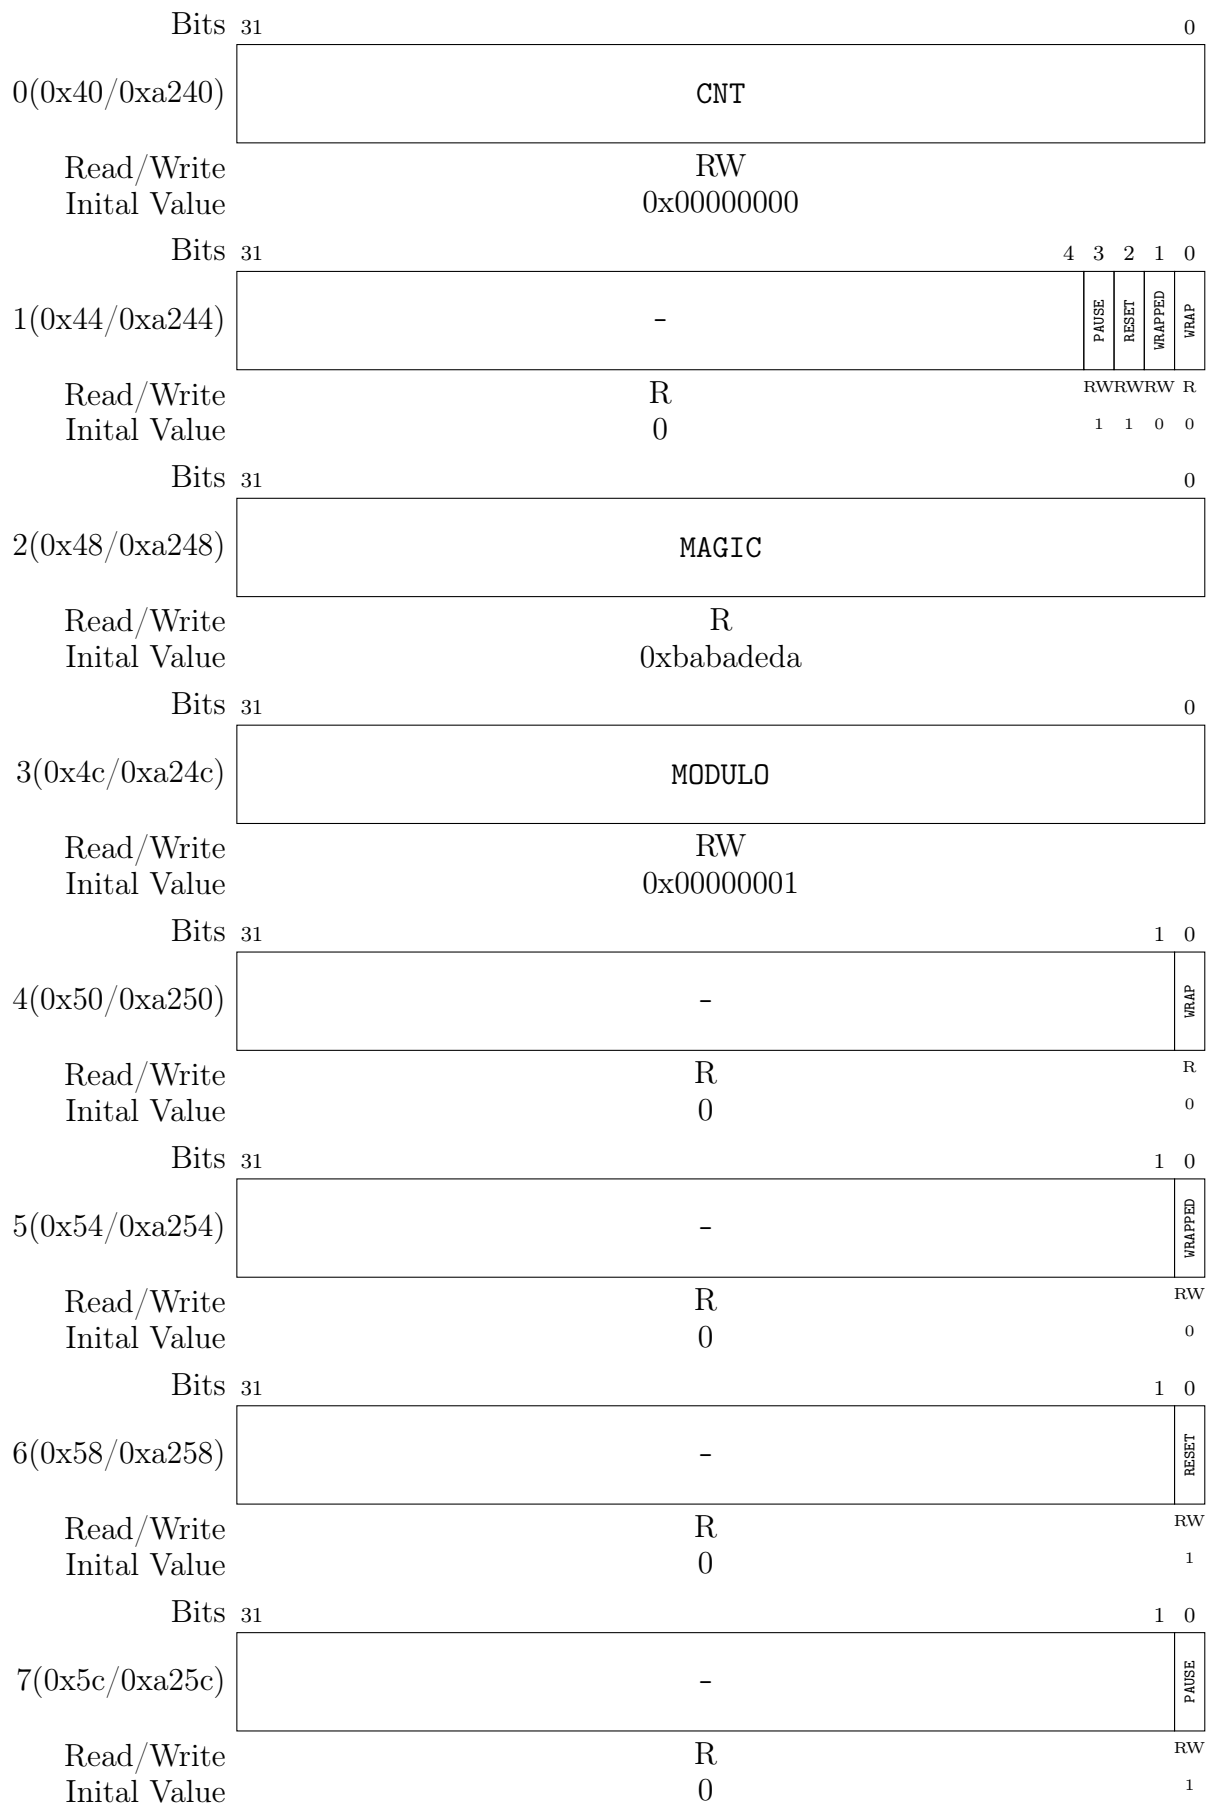 Bits 31 0
0(0x40/0xa240) CNT
Read/Write RW
Inital Value 0x00000000
Bits 31 4 3 2 1 0
1(0x44/0xa244) - PAUSE RESET WRAPPED WRAP
Read/Write R RW RW RW R
Inital Value 0 1 1 0 0
Bits 31 0
2(0x48/0xa248) MAGIC
Read/Write R
Inital Value 0xbabadeda
Bits 31 0
3(0x4c/0xa24c) MODULO
Read/Write RW
Inital Value 0x00000001
Bits 31 1 0
4(0x50/0xa250) - WRAP
Read/Write R R
Inital Value 0 0
Bits 31 1 0
5(0x54/0xa254) - WRAPPED
Read/Write R RW
Inital Value 0 0
Bits 31 1 0
6(0x58/0xa258) - RESET
Read/Write R RW
Inital Value 0 1
Bits 31 1 0
7(0x5c/0xa25c) - PAUSE
Read/Write R RW
Inital Value 0 1